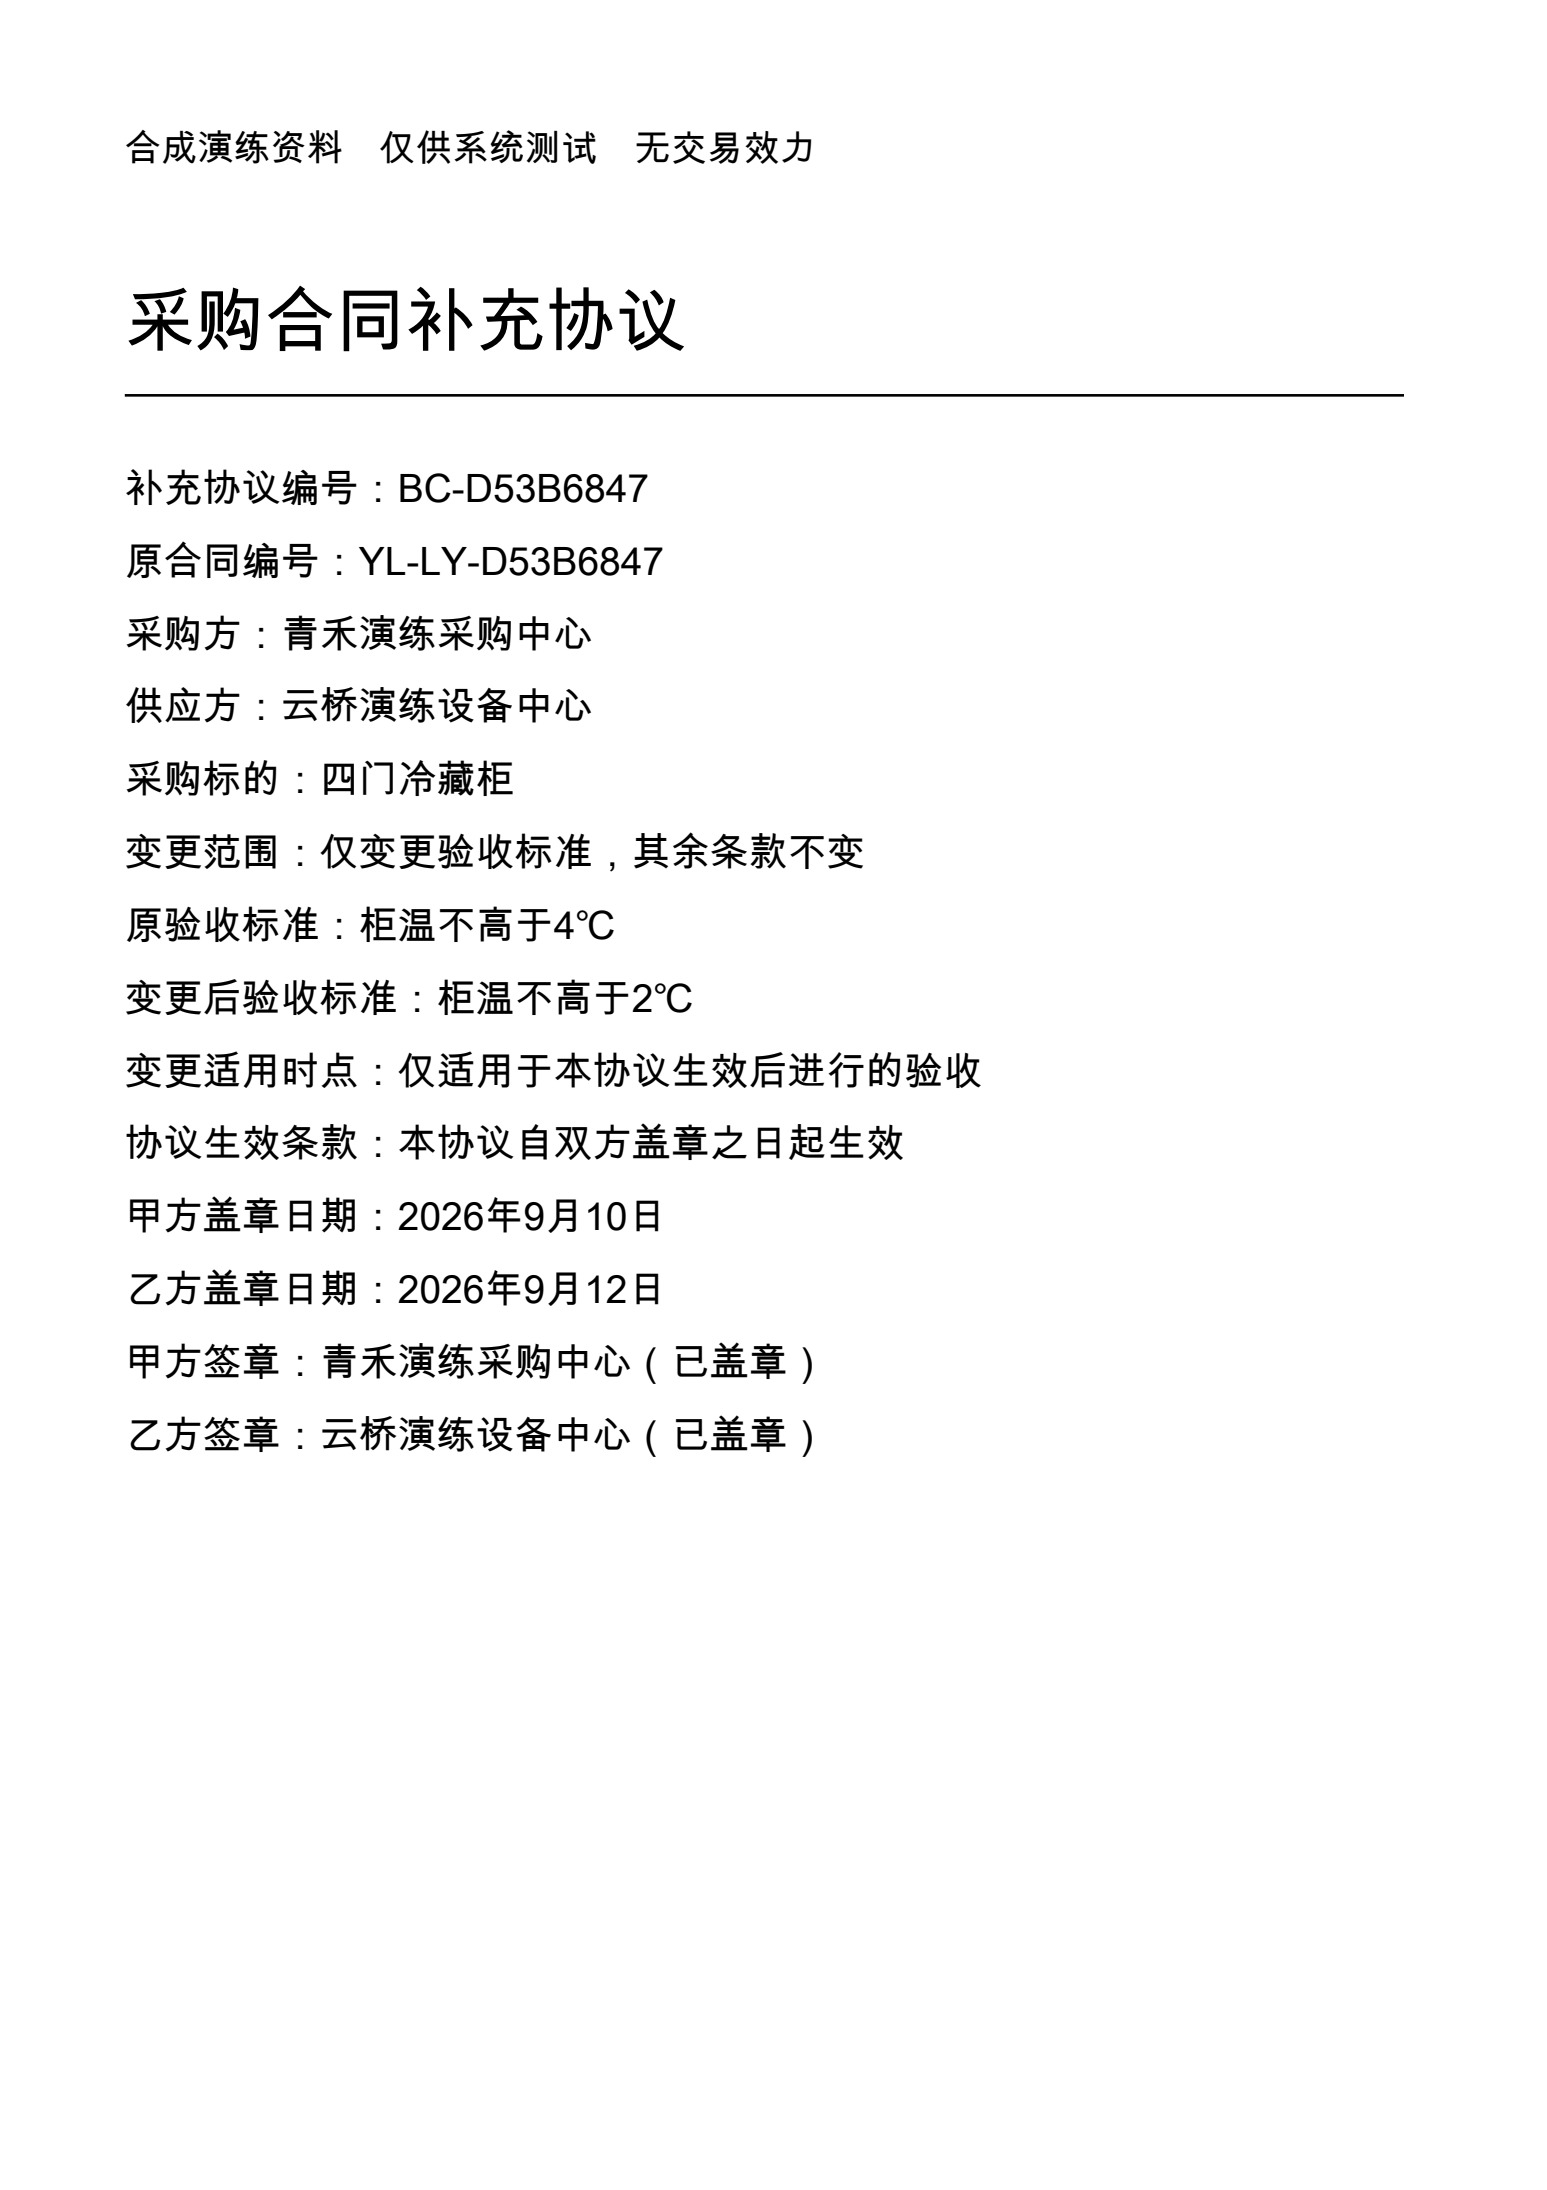 合成演练资料　仅供系统测试　无交易效力
采购合同补充协议
补充协议编号：BC-D53B6847
原合同编号：YL-LY-D53B6847
采购方：青禾演练采购中心
供应方：云桥演练设备中心
采购标的：四门冷藏柜
变更范围：仅变更验收标准，其余条款不变
原验收标准：柜温不高于4℃
变更后验收标准：柜温不高于2℃
变更适用时点：仅适用于本协议生效后进行的验收
协议生效条款：本协议自双方盖章之日起生效
甲方盖章日期：2026年9月10日
乙方盖章日期：2026年9月12日
甲方签章：青禾演练采购中心（已盖章）
乙方签章：云桥演练设备中心（已盖章）